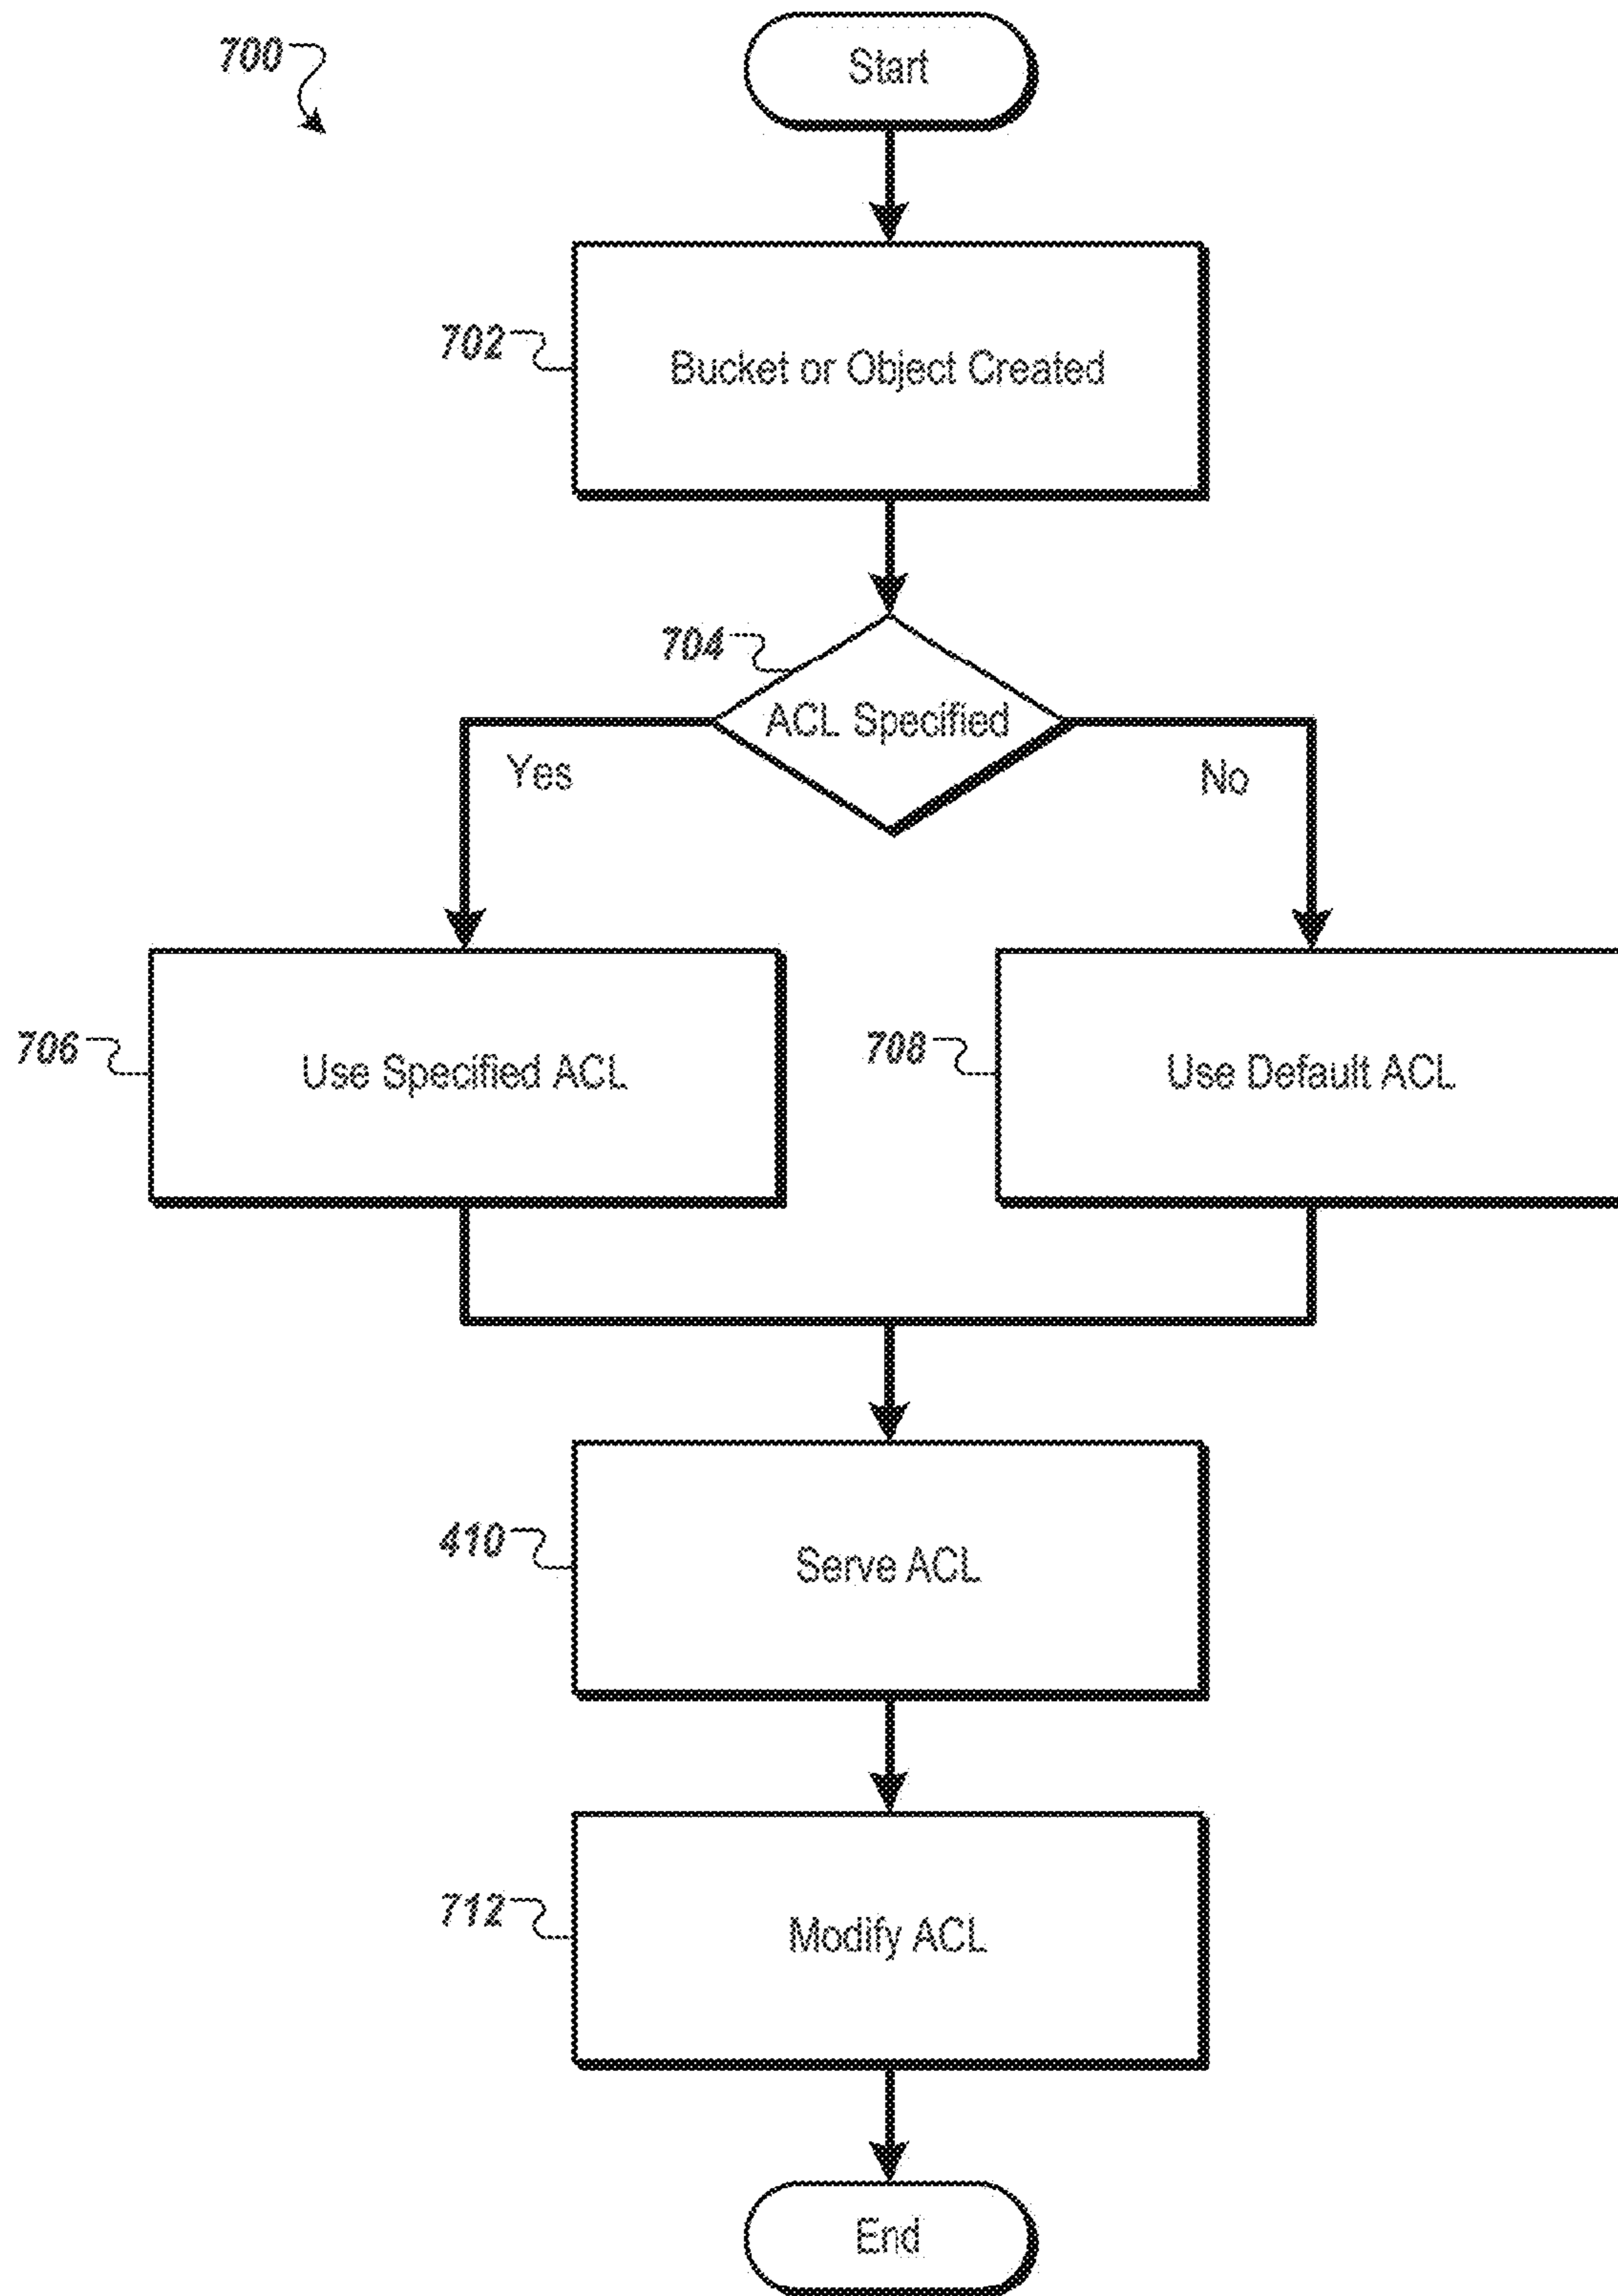 700
Start
702
Bucket or Object Created
704
ACL Specified
Yes
No
706
Use Specified ACL
708
Use Default ACL
410
Serve ACL
712
Modify ACL
End